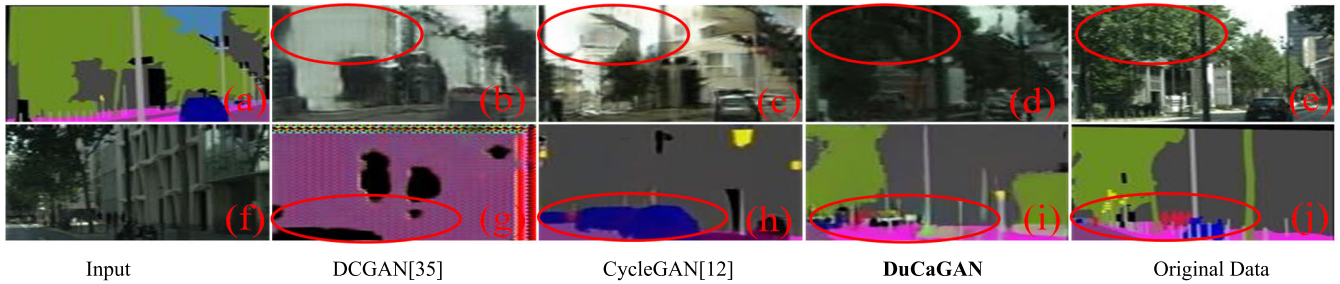 (a) (b) (c) (d) (e)
(f) (g) (h) (i) (j)
Input DCGAN[35] CycleGAN[12] DuCaGAN Original Data